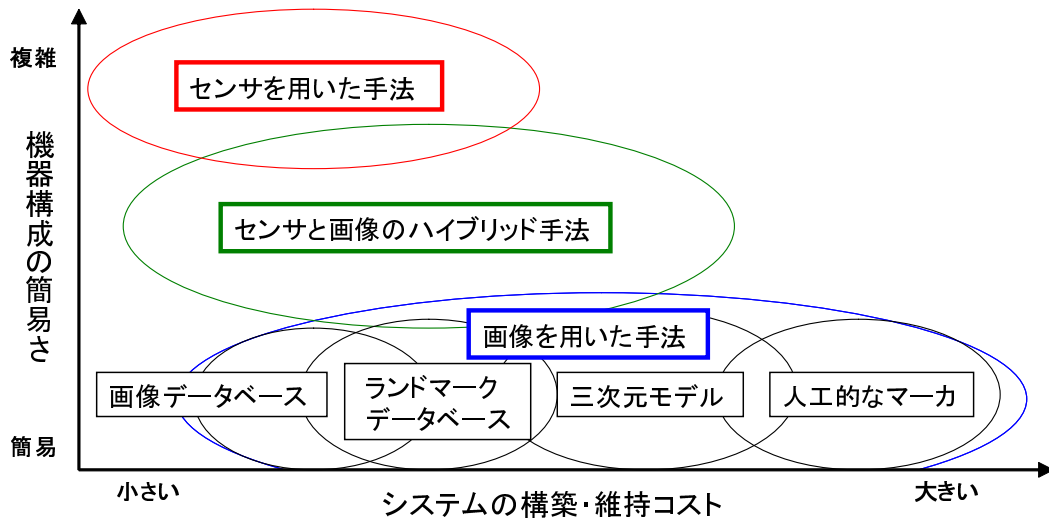 複雑
センサを用いた手法
機器構成の簡易さ
センサと画像のハイブリッド手法
画像を用いた手法
画像データベース
ランドマーク
データベース
三次元モデル
人工的なマーカ
簡易
小さい
システムの構築・維持コスト
大きい